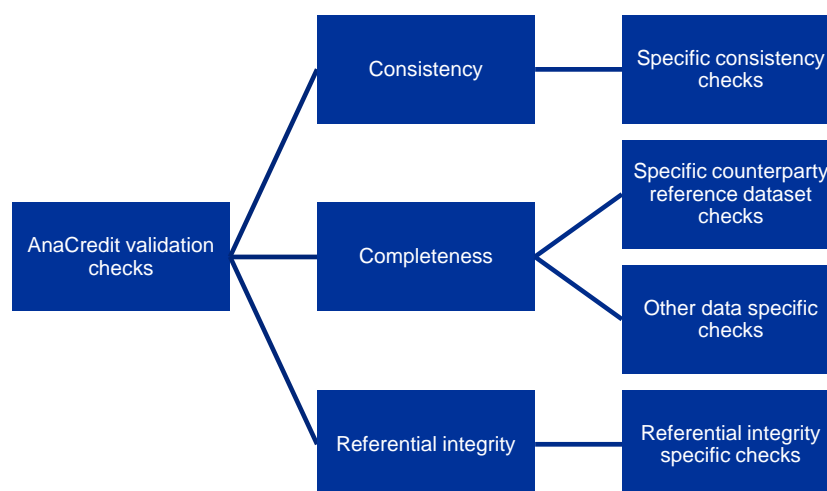 Consistency
Specific consistency
checks
Specific counterparty
reference dataset
checks
AnaCredit validation
checks
Completeness
Other data specific
checks
Referential integrity
Referential integrity
specific checks